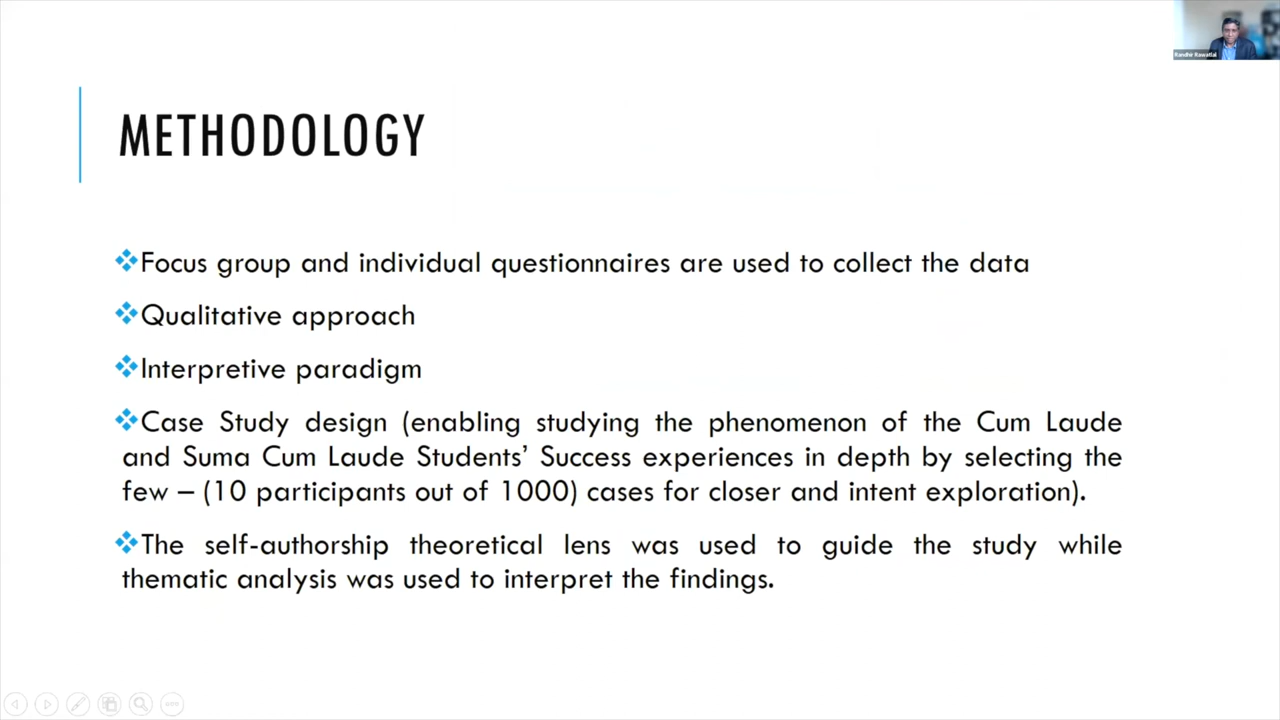 Randhir Rawatlal
METHODOLOGY
Focus group and individual questionnaires are used to collect the data
Qualitative approach
Interpretive paradigm
Case Study design (enabling studying the phenomenon of the Cum Laude
and Suma Cum Laude Students' Success experiences in depth by selecting the
few – (10 participants out of 1000) cases for closer and intent exploration).
The self-authorship theoretical lens was used to guide the study while
thematic analysis was used to interpret the findings.